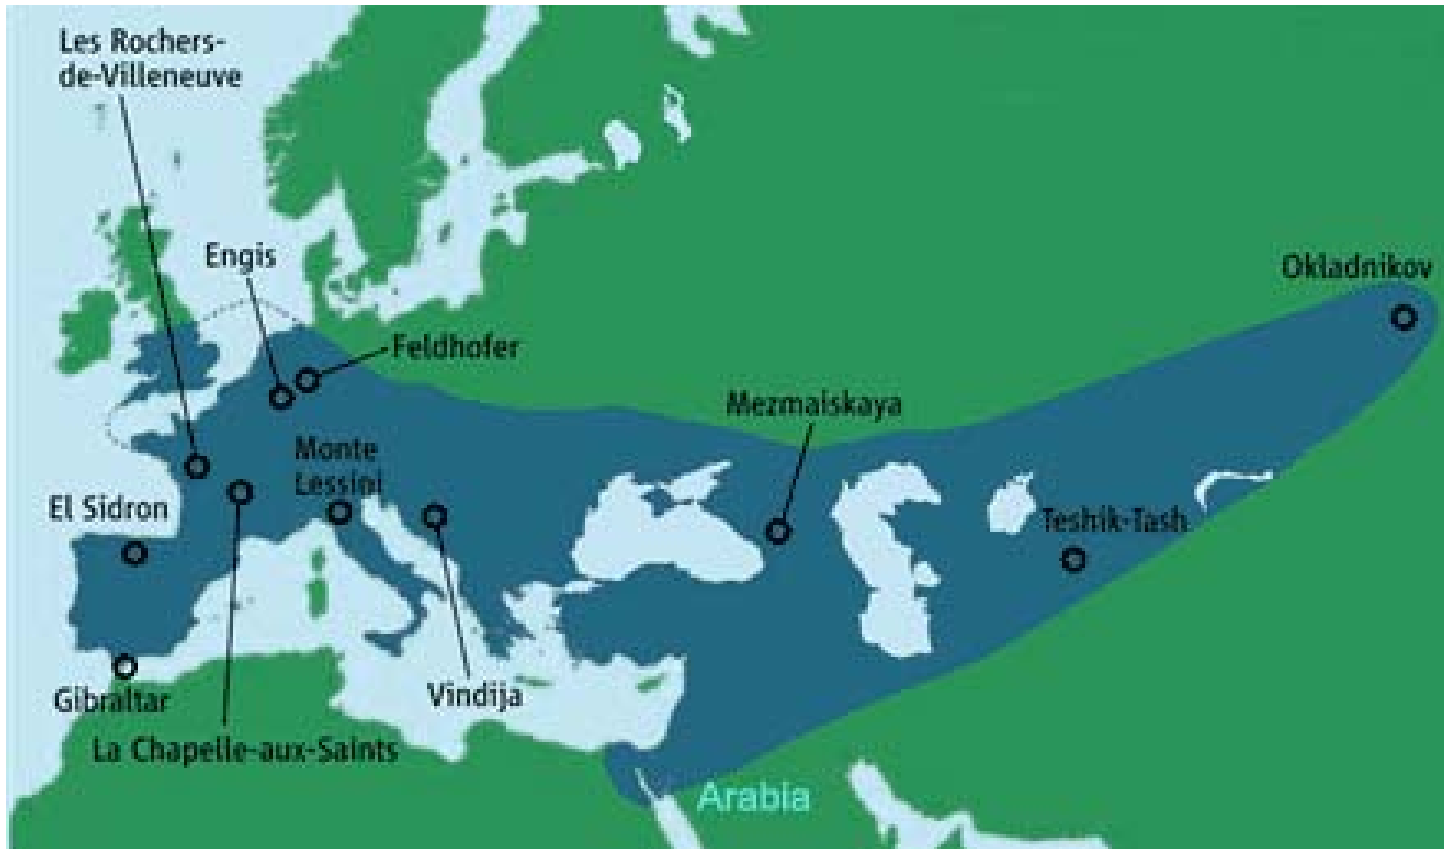 Les Rochers-
de-Villeneuve
Engis
Okladnikov
Feldhofer
Mezmaiskaya
Monte
Lessini
El Sidron
Teshik-Tash
Gibraltar
Vindija
La Chapelle-aux-Saints
Arabia